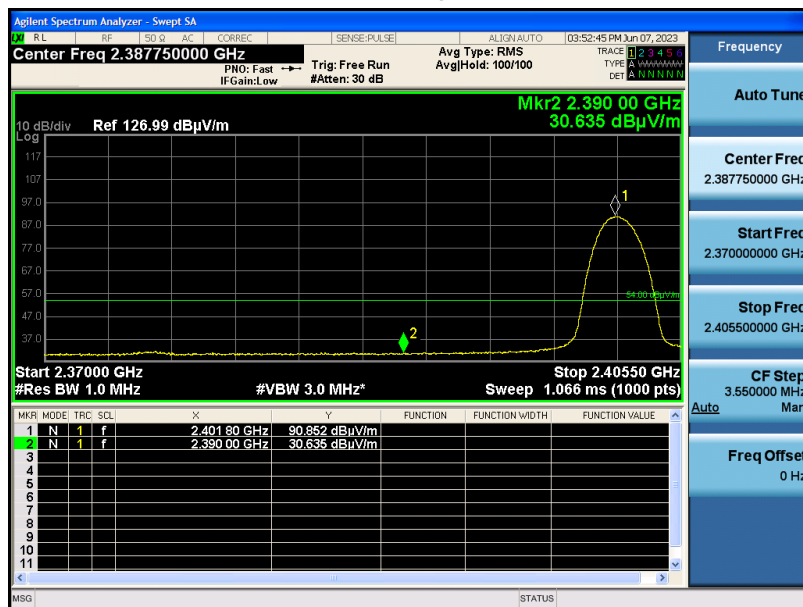 Agilent Spectrum Analyzer - Swept SA
LXI RL RF 50 Ω AC CORREC SENSE:PULSE ALIGN AUTO 03:52:45 PM Jun 07, 2023
Center Freq 2.387750000 GHz
PNO: Fast
IFGain:Low
Trig: Free Run
#Atten: 30 dB
Avg Type: RMS
Avg|Hold: 100/100
TRACE 1 2 3 4 5 6
TYPE A WWWWW
DET A N N N N N
Mkr2 2.390 00 GHz
30.635 dBµV/m
10 dB/div Ref 126.99 dBµV/m
Log
117
107
97.0
87.0
77.0
67.0
57.0
47.0
37.0
1
54.00 dBµV/m
2
Start 2.37000 GHz Stop 2.40550 GHz
#Res BW 1.0 MHz #VBW 3.0 MHz* Sweep 1.066 ms (1000 pts)
MKR MODE TRC SCL X Y FUNCTION FUNCTION WIDTH FUNCTION VALUE
1 N 1 f 2.401 80 GHz 90.852 dBµV/m
2 N 1 f 2.390 00 GHz 30.635 dBµV/m
3
4
5
6
7
8
9
10
11
MSG STATUS
Frequency
Auto Tune
Center Freq
2.387750000 GHz
Start Freq
2.370000000 GHz
Stop Freq
2.405500000 GHz
CF Step
3.550000 MHz
Auto Man
Freq Offset
0 Hz